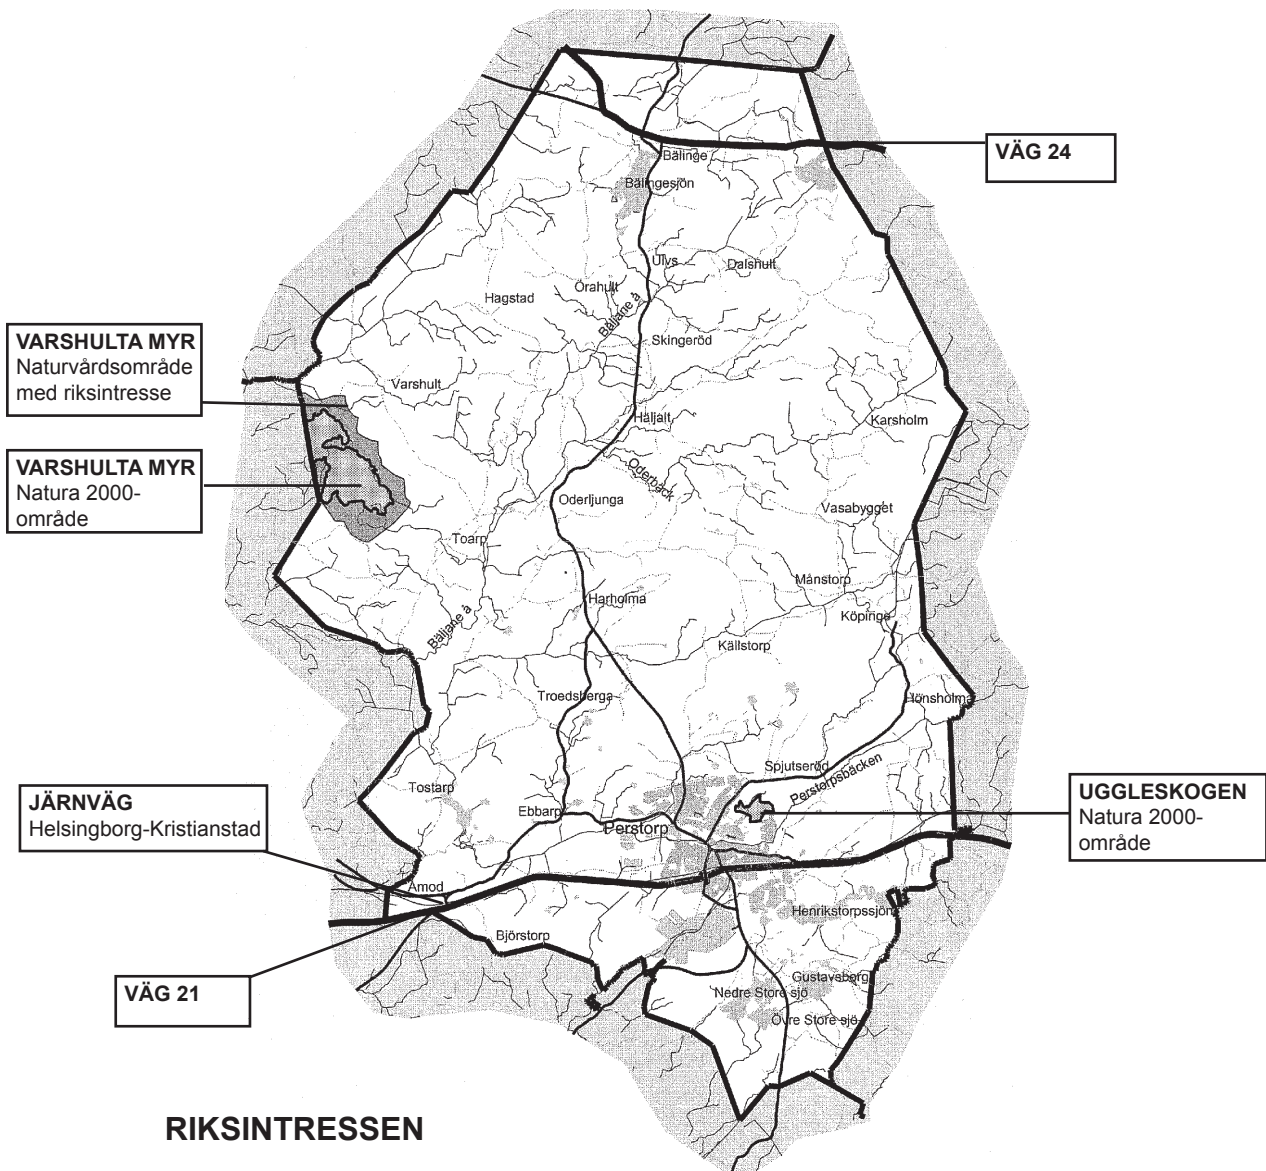 VÄG 24
Bälinge
Bälingesjön
Ulvs
Dalshult
Örahult
Hagstad
Bäljane å
Skingeröd
VARSHULTA MYR
Naturvårdsområde
med riksintresse
Varshult
Häljalt
Karsholm
VARSHULTA MYR
Natura 2000-
område
Oderbäck
Oderljunga
Vasabygget
Toarp
Månstorp
Harholma
Köpinge
Bäljane å
Källstorp
Troedsberga
Hönsholma
Spjutseröd
Perstorpsbäcken
Tostarp
JÄRNVÄG
Helsingborg-Kristianstad
Ebbarp
Perstorp
UGGLESKOGEN
Natura 2000-
område
Åmod
Henrikstorpssjön
Björstorp
VÄG 21
Gustavsborg
Nedre Store sjö
Övre Store sjö
RIKSINTRESSEN